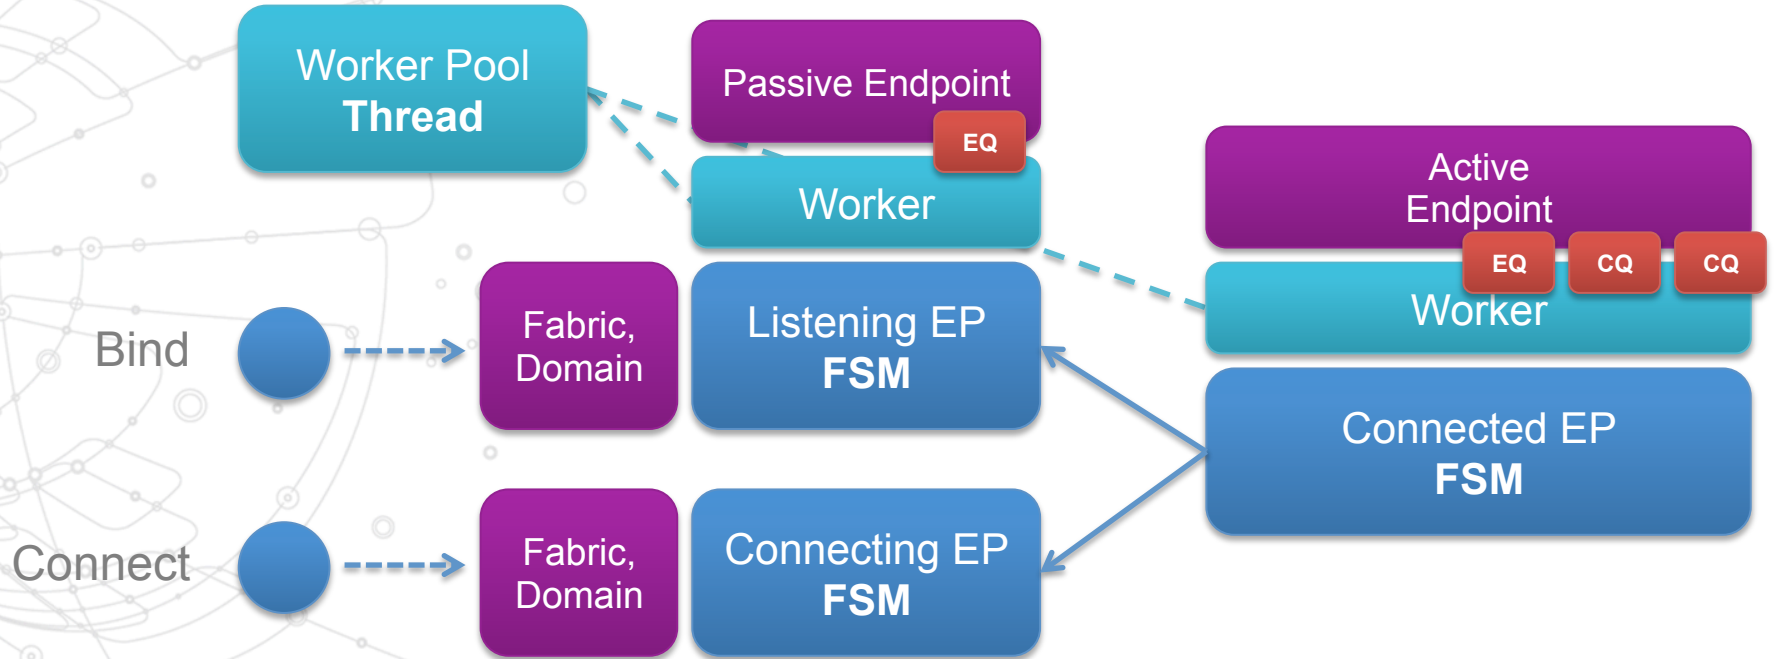 Worker Pool
Thread
Passive Endpoint
EQ
Worker
Active
Endpoint
EQ
CQ
CQ
Worker
Bind
Fabric,
Domain
Listening EP
FSM
Connected EP
FSM
Connect
Fabric,
Domain
Connecting EP
FSM